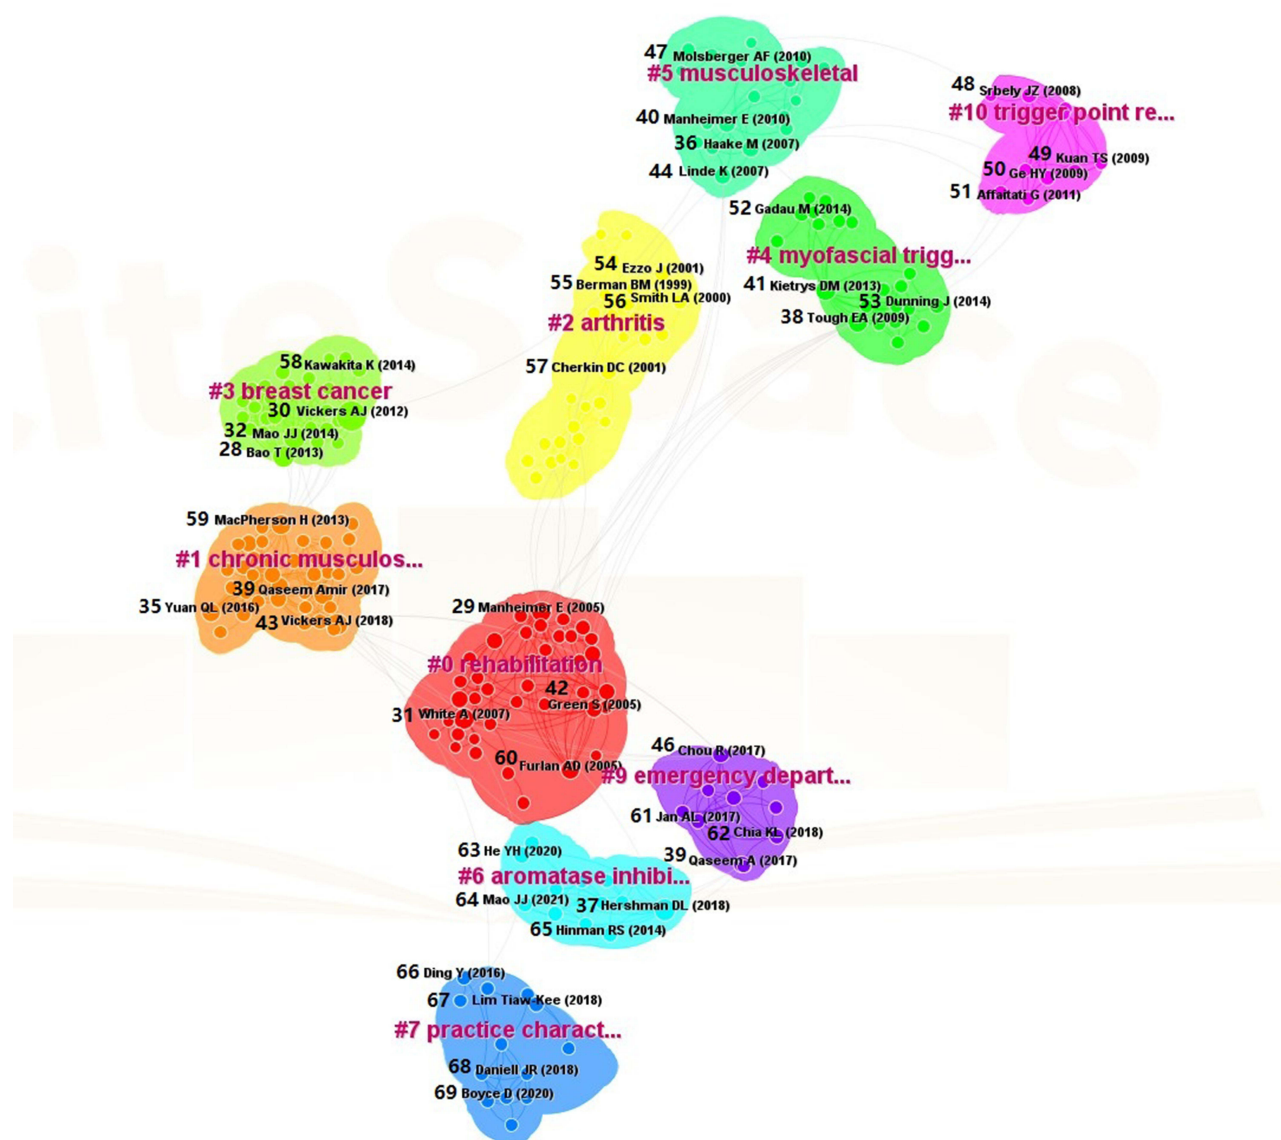 47 Molsberger AF (2010)
#5 musculoskeletal
40 Manheimer E (2010)
36 Haake M (2007)
44 Linde K (2007)
48 Srbely JZ (2008)
#10 trigger point re...
49 Kuan TS (2009)
50 Ge HY (2009)
51 Affaitati G (2011)
52 Gadau M (2014)
#4 myofascial trigg...
41 Kietrys DM (2013)
53 Dunning J (2014)
38 Tough EA (2009)
54 Ezzo J (2001)
55 Berman BM (1999)
56 Smith LA (2000)
#2 arthritis
57 Cherkin DC (2001)
58 Kawakita K (2014)
#3 breast cancer
30 Vickers AJ (2012)
32 Mao JJ (2014)
28 Bao T (2013)
59 MacPherson H (2013)
#1 chronic musculos...
39 Qaseem Amir (2017)
35 Yuan QL (2016)
43 Vickers AJ (2018)
29 Manheimer E (2005)
#0 rehabilitation
42 Green S (2005)
31 White A (2007)
60 Furlan AD (2005)
46 Chou R (2017)
#9 emergency depart...
61 Jan AL (2017)
62 Chia KL (2018)
39 Qaseem A (2017)
63 He YH (2020)
#6 aromatase inhibi...
64 Mao JJ (2021)
37 Hershman DL (2018)
65 Hinman RS (2014)
66 Ding Y (2016)
67 Lim Tiaw-Kee (2018)
#7 practice charact...
68 Daniell JR (2018)
69 Boyce D (2020)
iteSpace